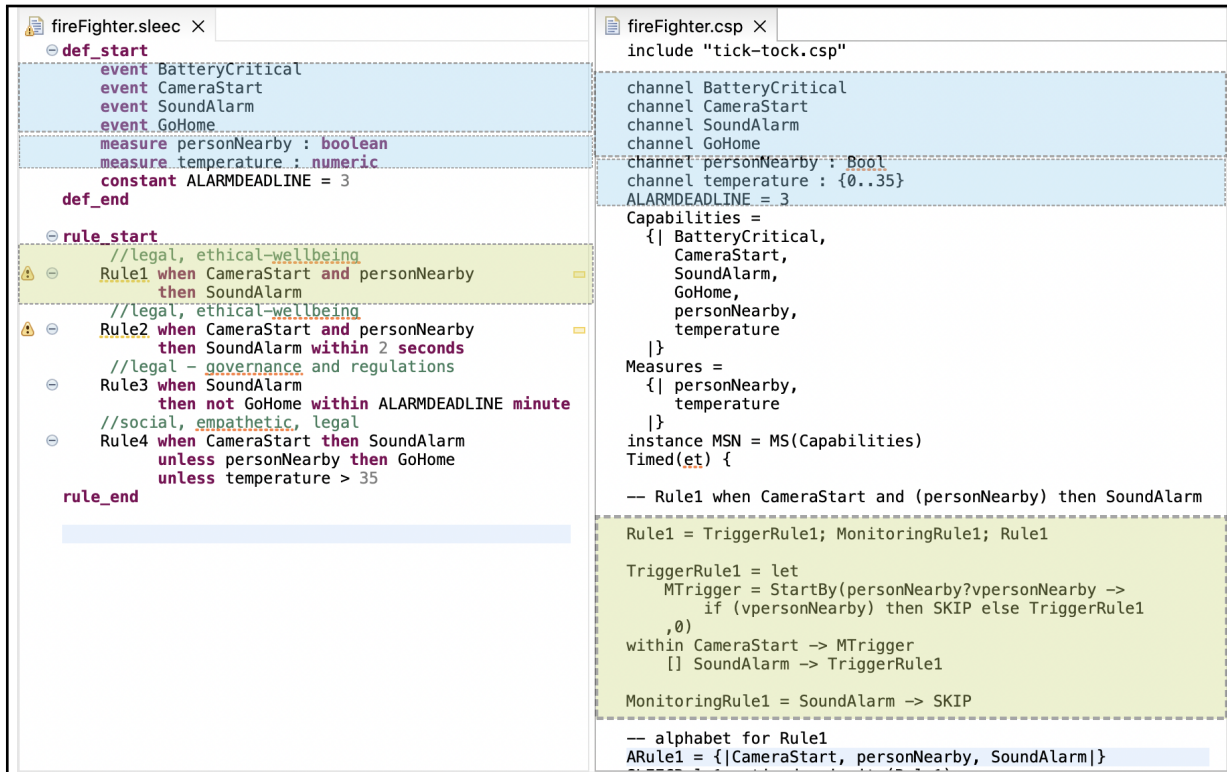 fireFighter.sleec
def_start
event BatteryCritical
event CameraStart
event SoundAlarm
event GoHome
measure personNearby : boolean
measure temperature : numeric
constant ALARMDEADLINE = 3
def_end
rule_start
//legal, ethical-wellbeing
Rule1 when CameraStart and personNearby
then SoundAlarm
//legal, ethical-wellbeing
Rule2 when CameraStart and personNearby
then SoundAlarm within 2 seconds
//legal - governance and regulations
Rule3 when SoundAlarm
then not GoHome within ALARMDEADLINE minute
//social, empathetic, legal
Rule4 when CameraStart then SoundAlarm
unless personNearby then GoHome
unless temperature > 35
rule_end
fireFighter.csp
include "tick-tock.csp"
channel BatteryCritical
channel CameraStart
channel SoundAlarm
channel GoHome
channel personNearby : Bool
channel temperature : {0..35}
ALARMDEADLINE = 3
Capabilities =
{| BatteryCritical,
CameraStart,
SoundAlarm,
GoHome,
personNearby,
temperature
|}
Measures =
{| personNearby,
temperature
|}
instance MSN = MS(Capabilities)
Timed(et) {
-- Rule1 when CameraStart and (personNearby) then SoundAlarm
Rule1 = TriggerRule1; MonitoringRule1; Rule1
TriggerRule1 = let
MTrigger = StartBy(personNearby?vpersonNearby ->
if (vpersonNearby) then SKIP else TriggerRule1
,0)
within CameraStart -> MTrigger
[] SoundAlarm -> TriggerRule1
MonitoringRule1 = SoundAlarm -> SKIP
-- alphabet for Rule1
ARule1 = {|CameraStart, personNearby, SoundAlarm|}